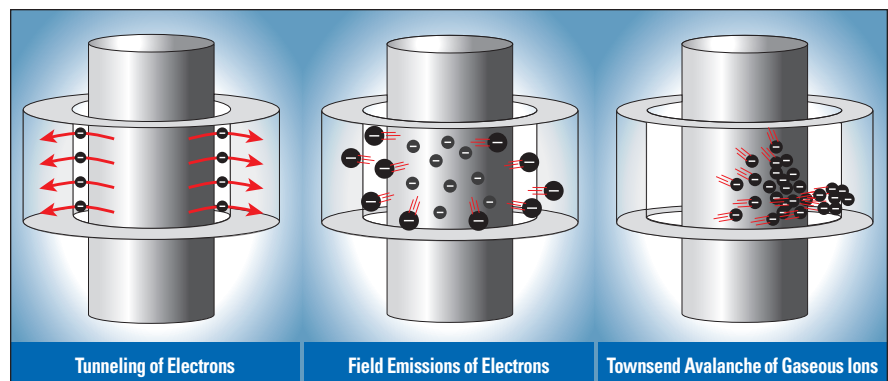 Tunneling of Electrons
Field Emissions of Electrons
Townsend Avalanche of Gaseous Ions